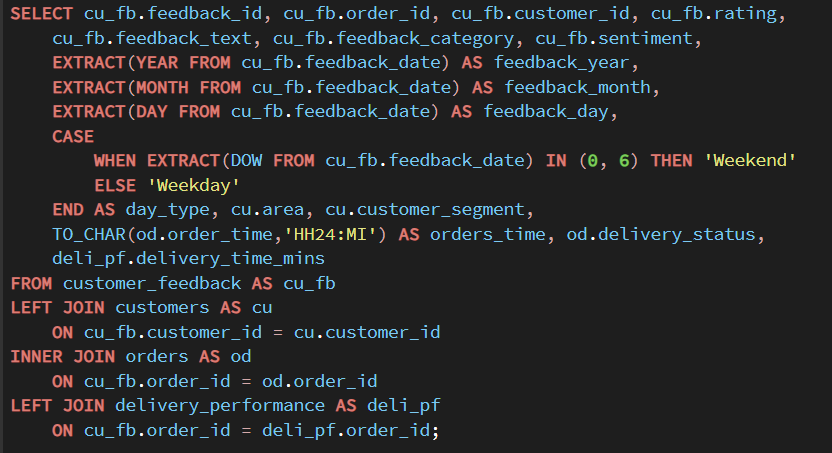 SELECT cu_fb.feedback_id, cu_fb.order_id, cu_fb.customer_id, cu_fb.rating,
    cu_fb.feedback_text, cu_fb.feedback_category, cu_fb.sentiment,
    EXTRACT(YEAR FROM cu_fb.feedback_date) AS feedback_year,
    EXTRACT(MONTH FROM cu_fb.feedback_date) AS feedback_month,
    EXTRACT(DAY FROM cu_fb.feedback_date) AS feedback_day,
    CASE
        WHEN EXTRACT(DOW FROM cu_fb.feedback_date) IN (0, 6) THEN 'Weekend'
        ELSE 'Weekday'
    END AS day_type, cu.area, cu.customer_segment,
    TO_CHAR(od.order_time,'HH24:MI') AS orders_time, od.delivery_status,
    deli_pf.delivery_time_mins
FROM customer_feedback AS cu_fb
LEFT JOIN customers AS cu
    ON cu_fb.customer_id = cu.customer_id
INNER JOIN orders AS od
    ON cu_fb.order_id = od.order_id
LEFT JOIN delivery_performance AS deli_pf
    ON cu_fb.order_id = deli_pf.order_id;